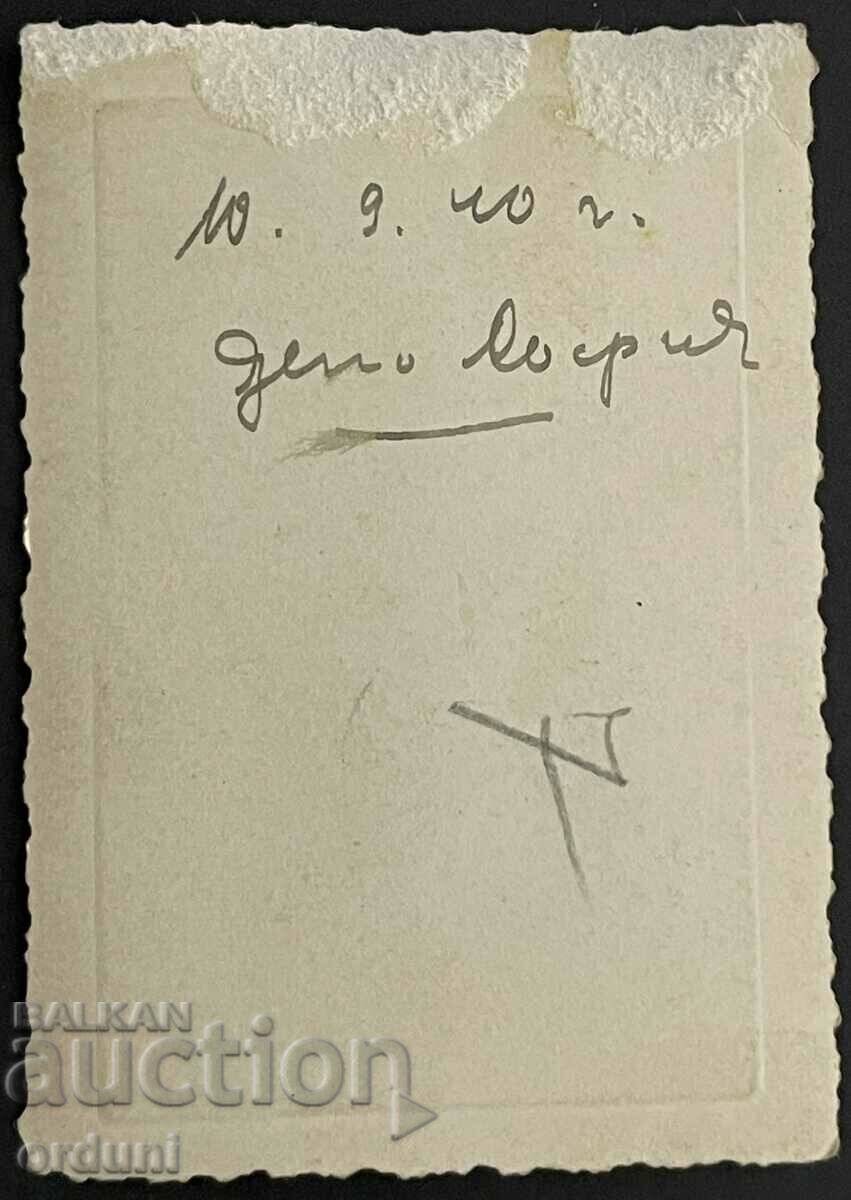 10. 9. 40 г.
Депо София
BALKAN
auction
orduni